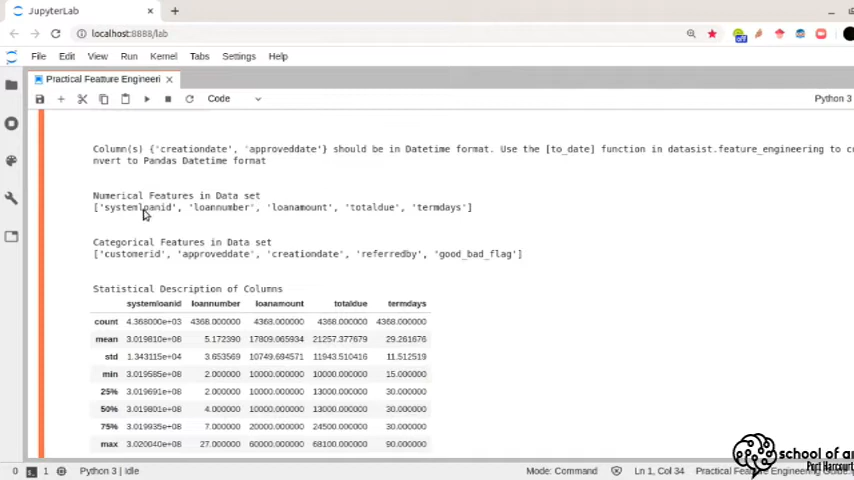 JupyterLab
localhost:8888/lab
off
File Edit View Run Kernel Tabs Settings Help
Practical Featture Engineeri
Code
Python 3
Column(s) {'creationdate', 'approveddate'} should be in Datetime format. Use the [to_date] function in datasist.feature_engineering to co
nvert to Pandas Datetime format
Numerical Features in Data set
['systemloanid', 'loannumber', 'loanamount', 'totaldue', 'termdays']
Categorical Features in Data set
['customerid', 'approveddate', 'creationdate', 'referredby', 'good_bad_flag']
Statistical Description of Columns
systemloanid loannumber loanamount totaldue termdays
count 4.368000e+03 4368.000000 4368.000000 4368.000000 4368.000000
mean 3.019810e+08 5.172390 17809.065934 21257.377679 29.261676
std 1.343115e+04 3.653569 10749.694571 11943.510416 11.512519
min 3.019585e+08 2.000000 10000.000000 10000.000000 15.000000
25% 3.019691e+08 2.000000 10000.000000 13000.000000 30.000000
50% 3.019801e+08 4.000000 10000.000000 13000.000000 30.000000
75% 3.019935e+08 7.000000 20000.000000 24500.000000 30.000000
max 3.020040e+08 27.000000 60000.000000 68100.000000 90.000000
school of a
Port Harcourt
0 1 Python 3 | Idle Mode: Command Ln 1, Col 34 Practical Featture Engineering